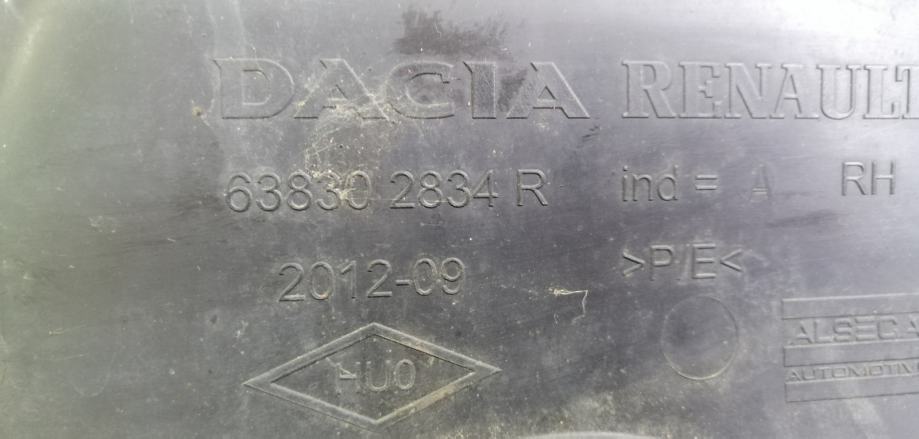 DACIA RENAULT
63830 2834 R ind = A RH
2012-09 >P/E<
HU0
ALSECA
AUTOMOTIVE